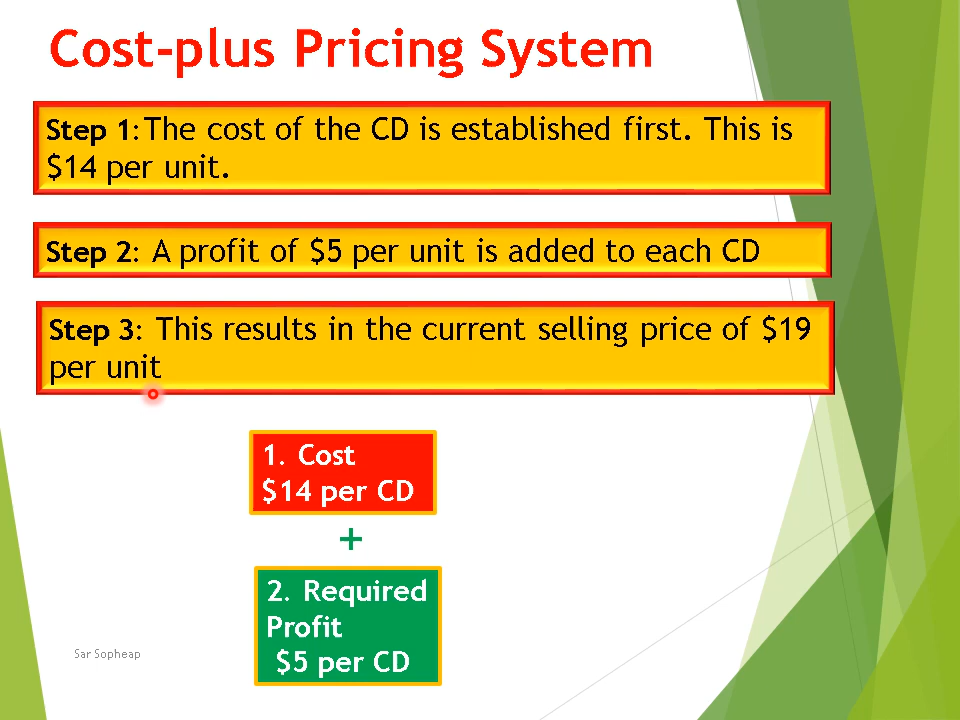 Cost-plus Pricing System
Step 1:The cost of the CD is established first. This is
$14 per unit.
Step 2: A profit of $5 per unit is added to each CD
Step 3: This results in the current selling price of $19
per unit
1. Cost
$14 per CD
+
2. Required
Profit
$5 per CD
Sar Sopheap